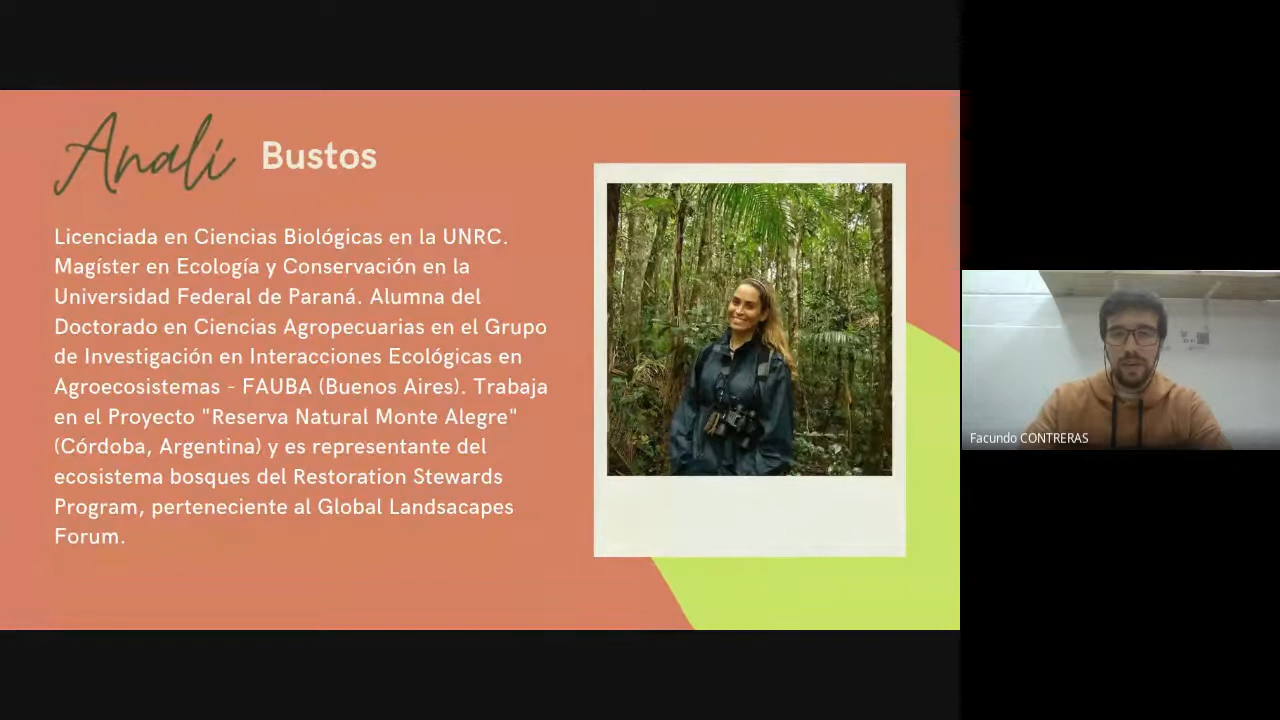 Analí Bustos
Licenciada en Ciencias Biológicas en la UNRC.
Magíster en Ecología y Conservación en la
Universidad Federal de Paraná. Alumna del
Doctorado en Ciencias Agropecuarias en el Grupo
de Investigación en Interacciones Ecológicas en
Agroecosistemas - FAUBA (Buenos Aires). Trabaja
en el Proyecto "Reserva Natural Monte Alegre"
(Córdoba, Argentina) y es representante del
ecosistema bosques del Restoration Stewards
Program, perteneciente al Global Landsacapes
Forum.
Facundo CONTRERAS